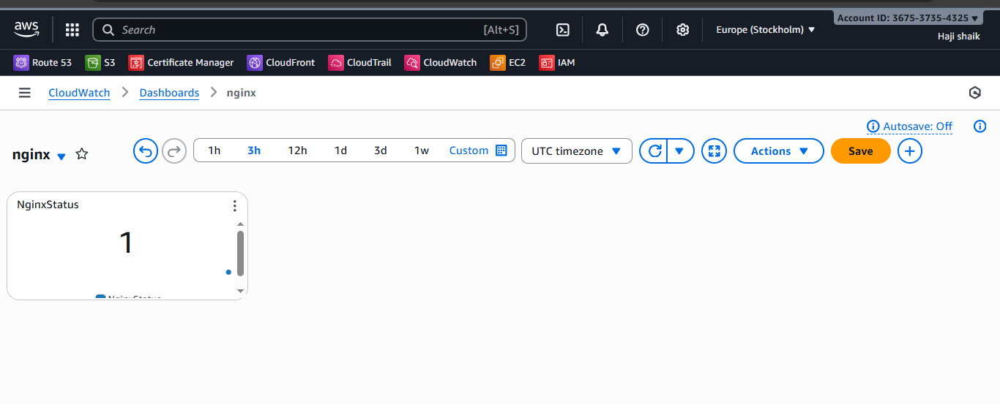 aws
Search [Alt+S]
Europe (Stockholm)
Account ID: 3675-3735-4325
Haji shaik
Route 53 S3 Certificate Manager CloudFront CloudTrail CloudWatch EC2 IAM
CloudWatch Dashboards nginx
Autosave: Off
nginx 1h 3h 12h 1d 3d 1w Custom UTC timezone Actions Save
NginxStatus
1
NginxStatus